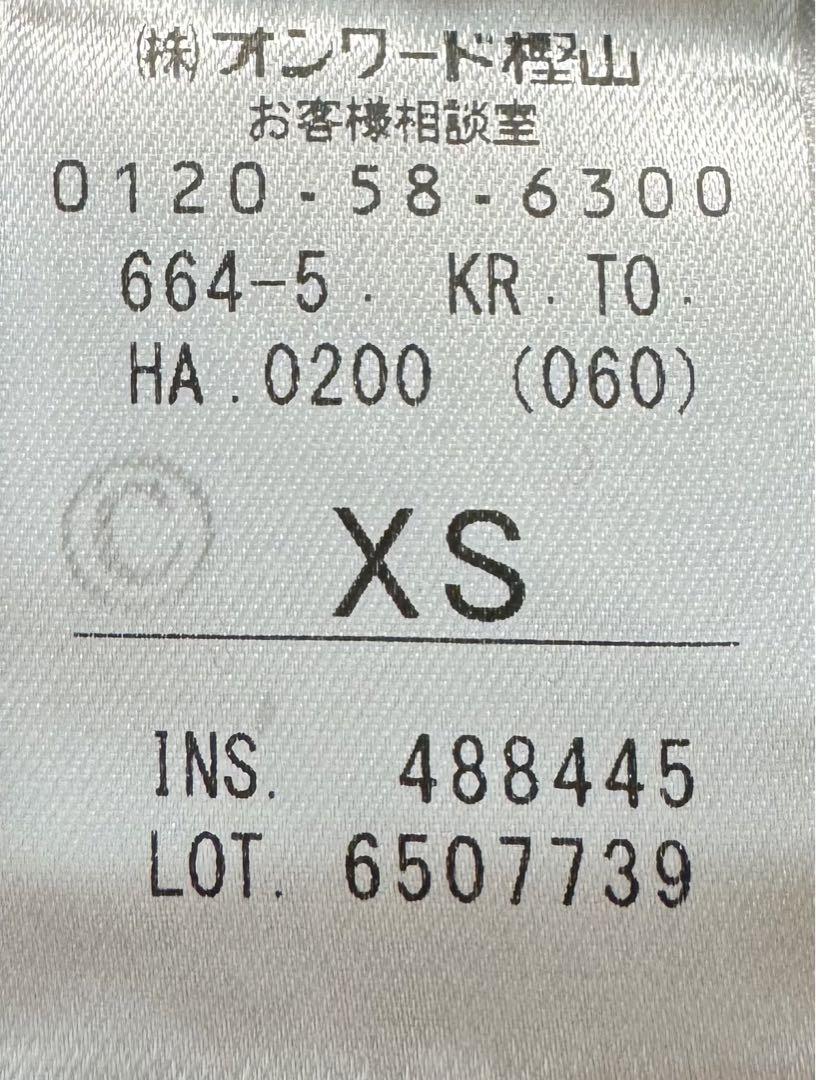 ㈱オンワード樫山
お客様相談室
0120-58-6300
664-5. KR.TO.
HA.0200 (060)
C
XS
INS. 488445
LOT. 6507739